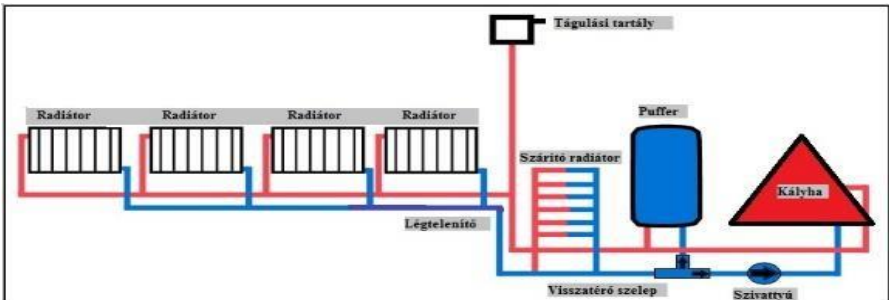 Tágulási tartály
Radiátor
Radiátor
Radiátor
Radiátor
Puffer
Szárító radiátor
Kályha
Légtelenítő
Visszatérő szelep
Szivattyú